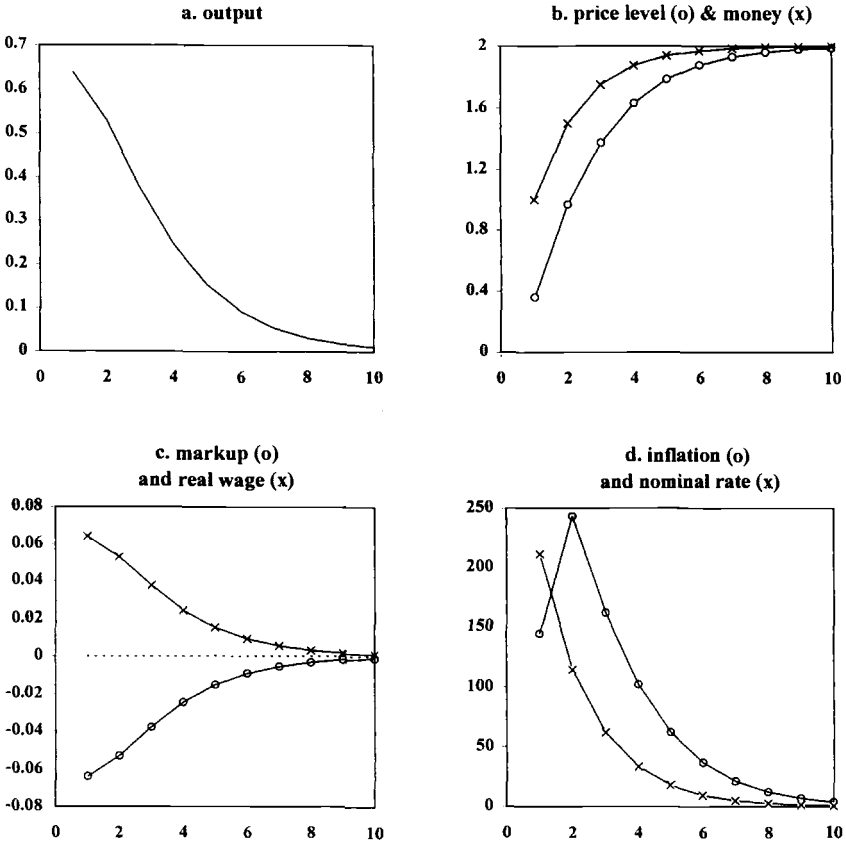 a. output
0.7
0.6
0.5
0.4
0.3
0.2
0.1
0
0 2 4 6 8 10
b. price level (o) & money (x)
2
1.6
1.2
0.8
0.4
0
0 2 4 6 8 10
c. markup (o)
and real wage (x)
0.08
0.06
0.04
0.02
0
-0.02
-0.04
-0.06
-0.08
0 2 4 6 8 10
d. inflation (o)
and nominal rate (x)
250
200
150
100
50
0
0 2 4 6 8 10